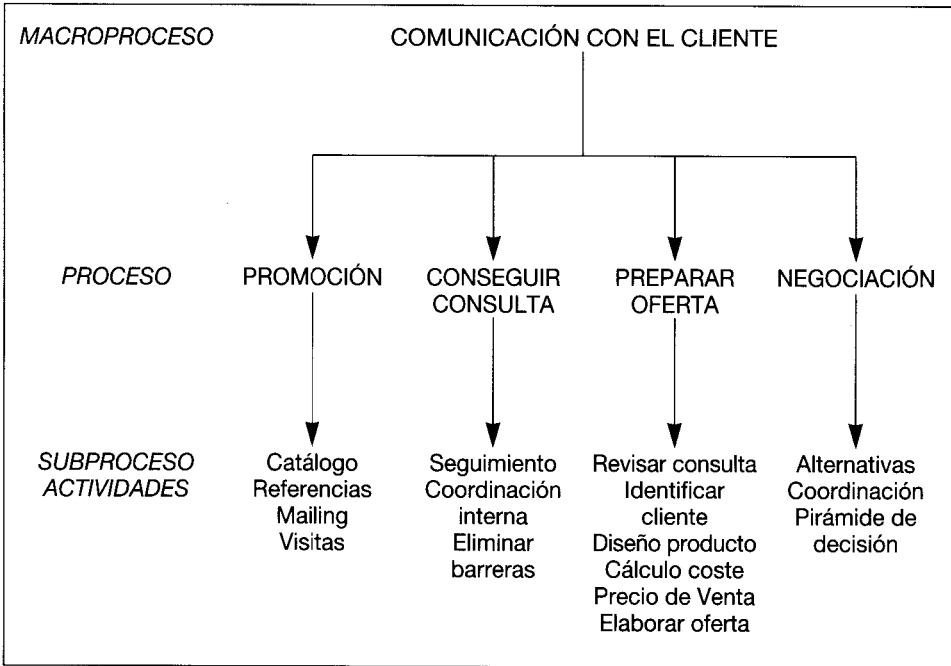 MACROPROCESO
COMUNICACIÓN CON EL CLIENTE
PROCESO
PROMOCIÓN
CONSEGUIR
CONSULTA
PREPARAR
OFERTA
NEGOCIACIÓN
SUBPROCESO
ACTIVIDADES
Catálogo
Referencias
Mailing
Visitas
Seguimiento
Coordinación
interna
Eliminar
barreras
Revisar consulta
Identificar
cliente
Diseño producto
Cálculo coste
Precio de Venta
Elaborar oferta
Alternativas
Coordinación
Pirámide de
decisión